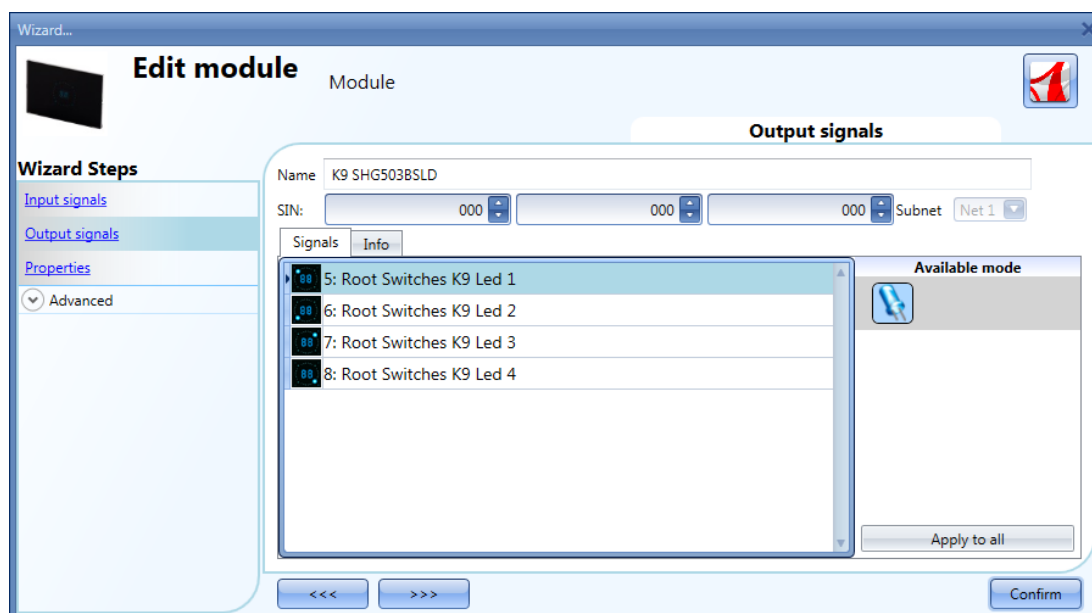 Wizard...
Edit module
Module
Output signals
Wizard Steps
Input signals
Output signals
Properties
Advanced
Name K9 SHG503BSLD
SIN: 000 000 000 Subnet Net 1
Signals Info
5: Root Switches K9 Led 1
6: Root Switches K9 Led 2
7: Root Switches K9 Led 3
8: Root Switches K9 Led 4
Available mode
Apply to all
<<< >>> Confirm